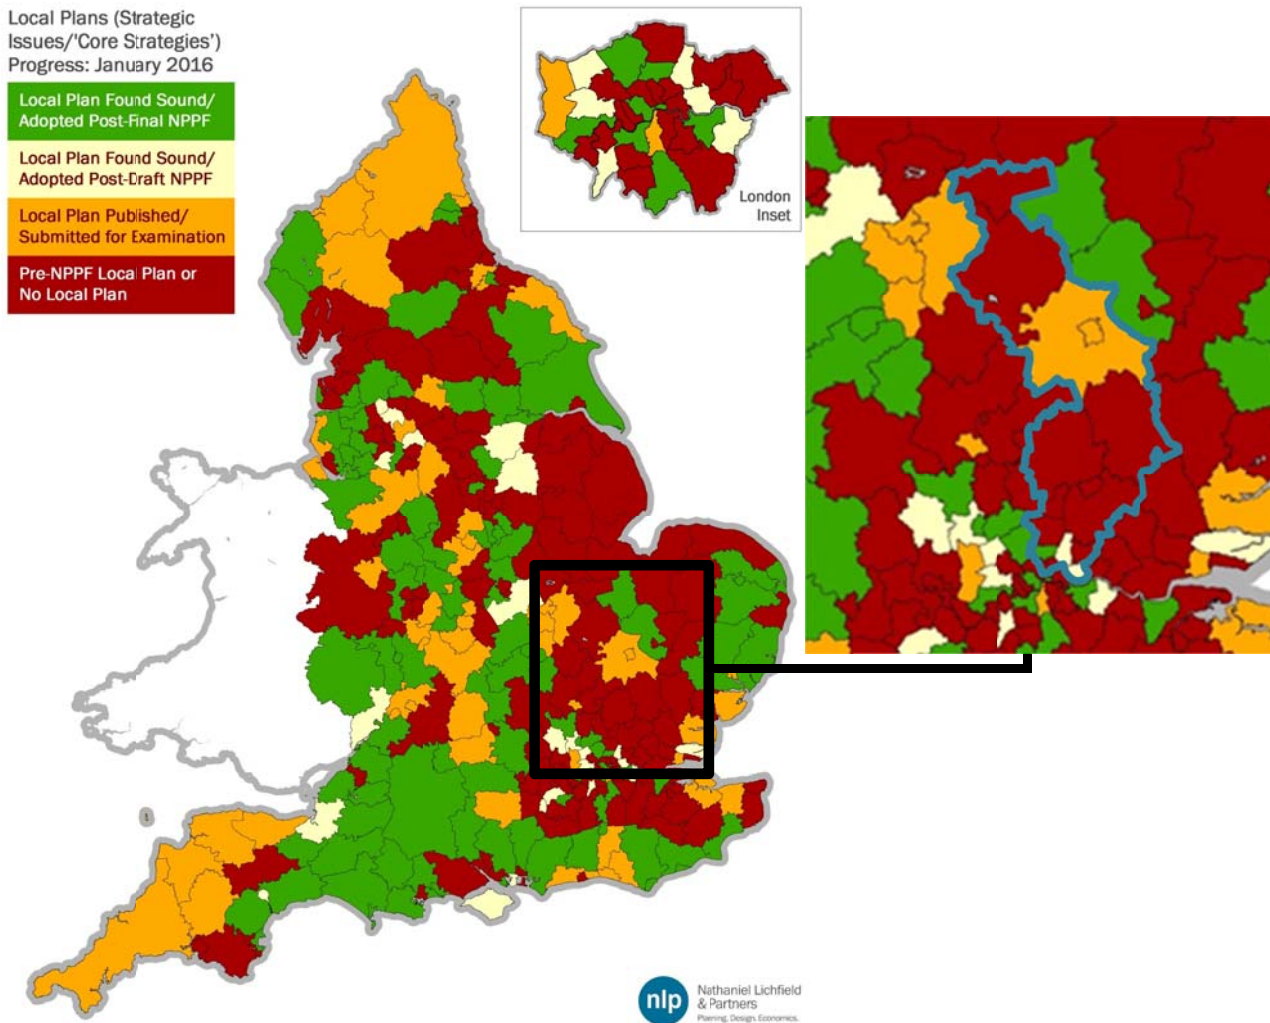 Local Plans (Strategic
Issues/'Core Strategies')
Progress: January 2016
Local Plan Found Sound/
Adopted Post-Final NPPF
Local Plan Found Sound/
Adopted Post-Draft NPPF
Local Plan Published/
Submitted for Examination
Pre-NPPF Local Plan or
No Local Plan
London
Inset
nlp
Nathaniel Lichfield
& Partners
Planning. Design. Economics.